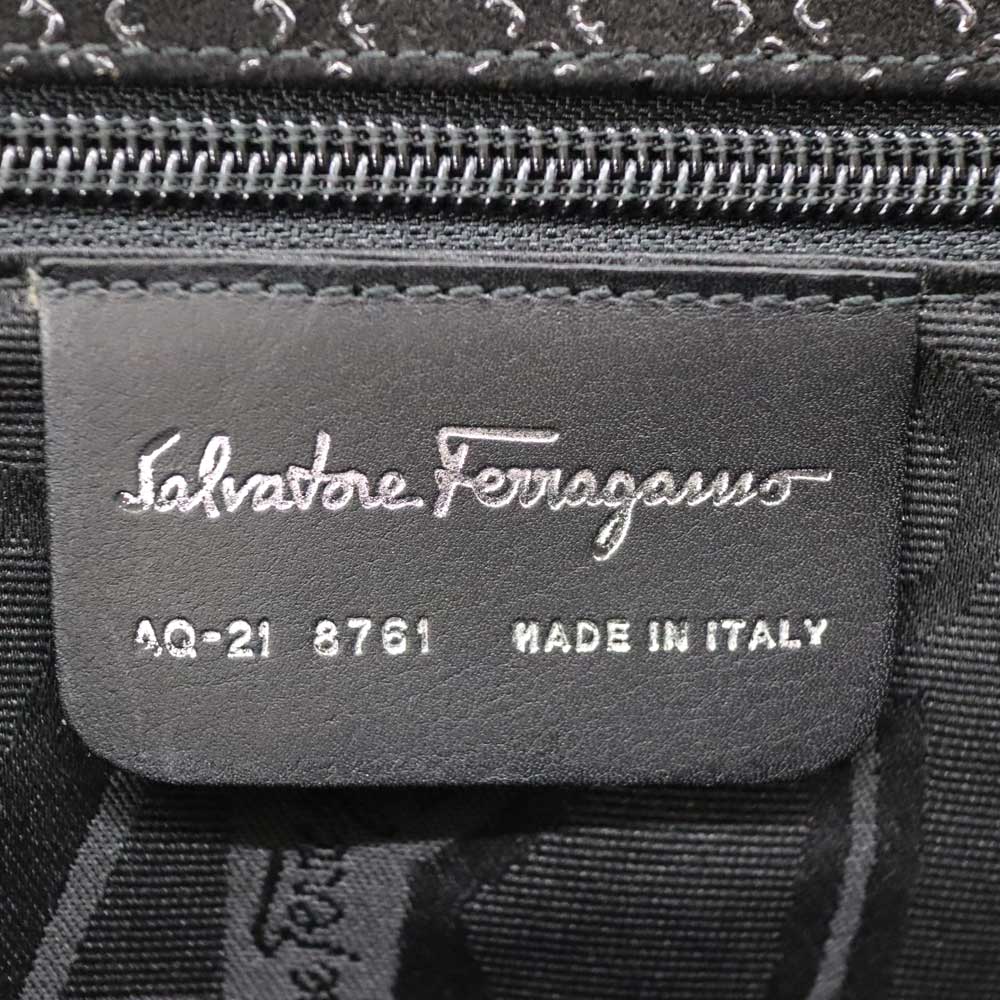 Salvatore Ferragamo
AQ-21 8761 MADE IN ITALY